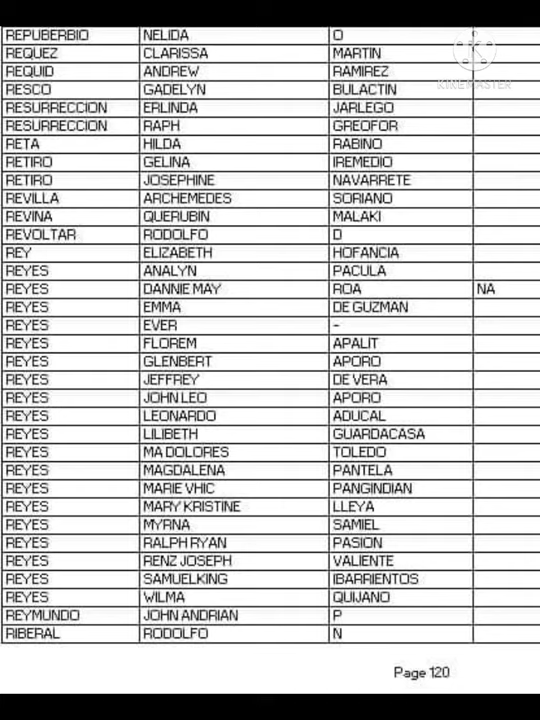 REPUBERBIO NELIDA O
REQUEZ CLARISSA MARTIN
REQUID ANDREW RAMIREZ
RESCO GADELYN BULACTIN
KINEMASTER
RESURRECCION ERLINDA JARLEGO
RESURRECCION RAPH GREOFOR
RETA HILDA RABINO
RETIRO GELINA IREMEDIO
RETIRO JOSEPHINE NAVARRETE
REVILLA ARCHEMEDES SORIANO
REVINA QUERUBIN MALAKI
REVOLTAR RODOLFO D
REY ELIZABETH HOFANCIA
REYES ANALYN PACULA
REYES DANNIE MAY ROA NA
REYES EMMA DE GUZMAN
REYES EVER -
REYES FLOREM APALIT
REYES GLENBERT APORO
REYES JEFFREY DE VERA
REYES JOHN LEO APORO
REYES LEONARDO ADUCAL
REYES LILIBETH GUARDACASA
REYES MA DOLORES TOLEDO
REYES MAGDALENA PANTELA
REYES MARIE VHIC PANGINDIAN
REYES MARY KRISTINE LLEYA
REYES MYRNA SAMIEL
REYES RALPH RYAN PASION
REYES RENZ JOSEPH VALIENTE
REYES SAMUELKING IBARRIENTOS
REYES WILMA QUIJANO
REYMUNDO JOHN ANDRIAN P
RIBERAL RODOLFO N
Page 120